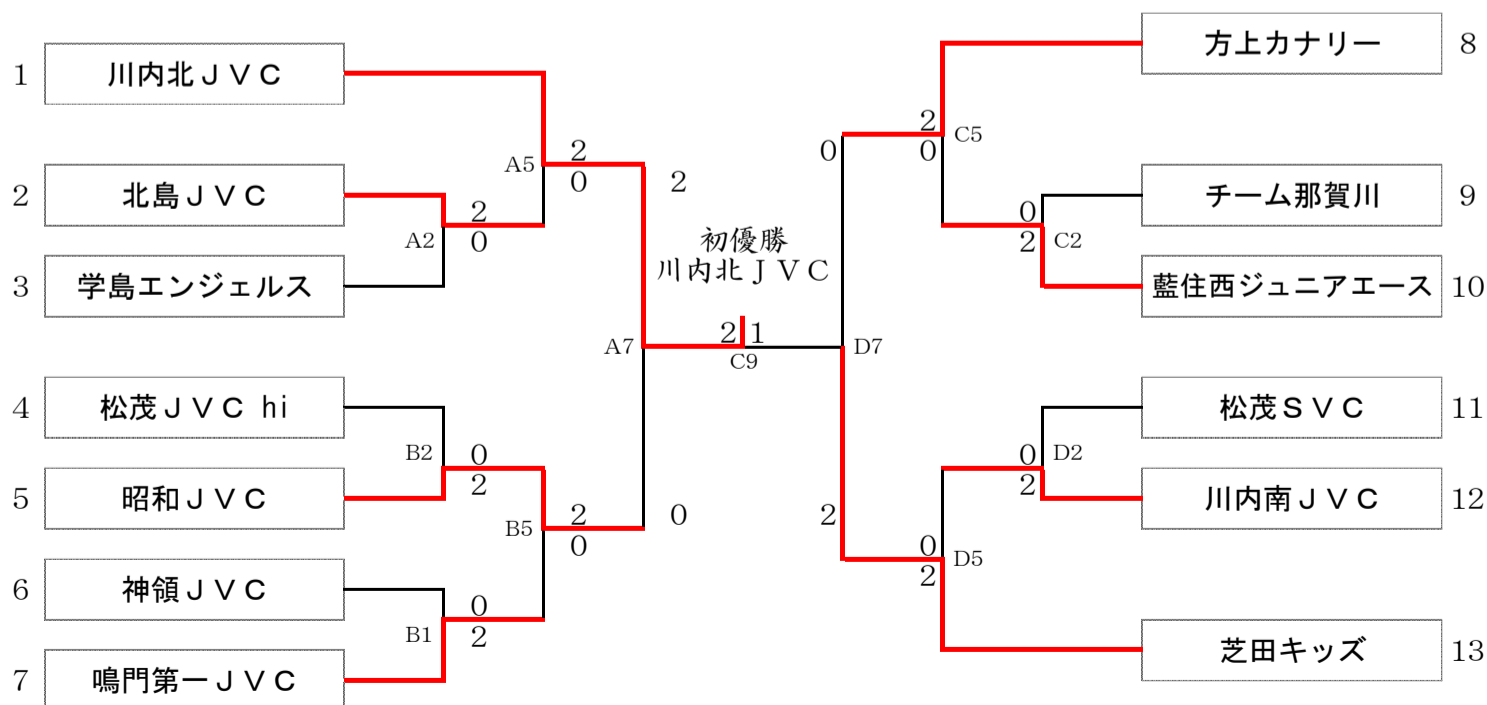 1 川内北ＪＶＣ
2 北島ＪＶＣ
3 学島エンジェルス
4 松茂ＪＶＣ hi
5 昭和ＪＶＣ
6 神領ＪＶＣ
7 鳴門第一ＪＶＣ
A2
2
0
B2
0
2
B1
0
2
A5
2
0
B5
2
0
A7
2
0
初優勝
川内北ＪＶＣ
2 1
C9
D7
0
2
C5
2
0
D5
0
2
C2
0
2
D2
0
2
方上カナリー 8
チーム那賀川 9
藍住西ジュニアエース 10
松茂ＳＶＣ 11
川内南ＪＶＣ 12
芝田キッズ 13